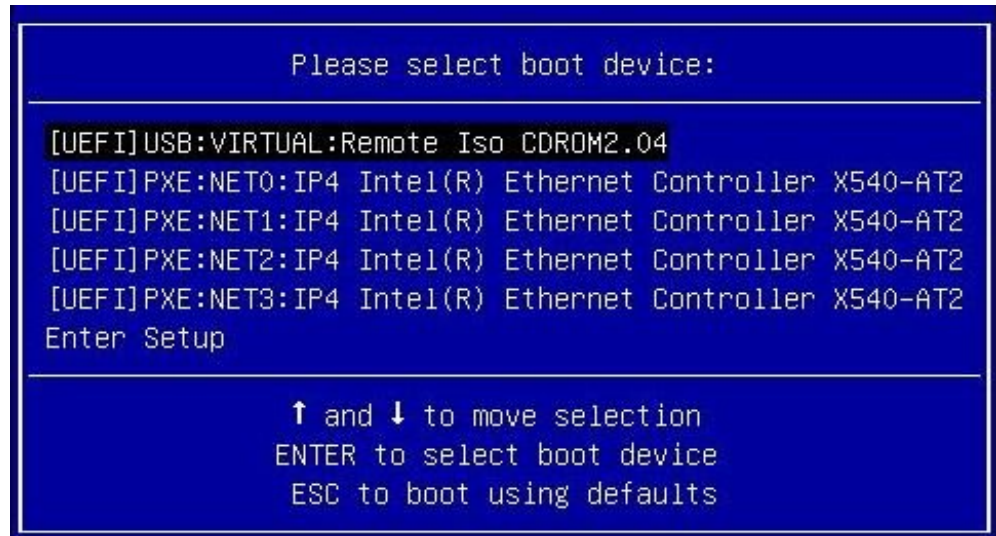 Please select boot device:
[UEFI]USB:VIRTUAL:Remote Iso CDROM2.04
[UEFI]PXE:NET0:IP4 Intel(R) Ethernet Controller X540-AT2
[UEFI]PXE:NET1:IP4 Intel(R) Ethernet Controller X540-AT2
[UEFI]PXE:NET2:IP4 Intel(R) Ethernet Controller X540-AT2
[UEFI]PXE:NET3:IP4 Intel(R) Ethernet Controller X540-AT2
Enter Setup
↑ and ↓ to move selection
ENTER to select boot device
ESC to boot using defaults